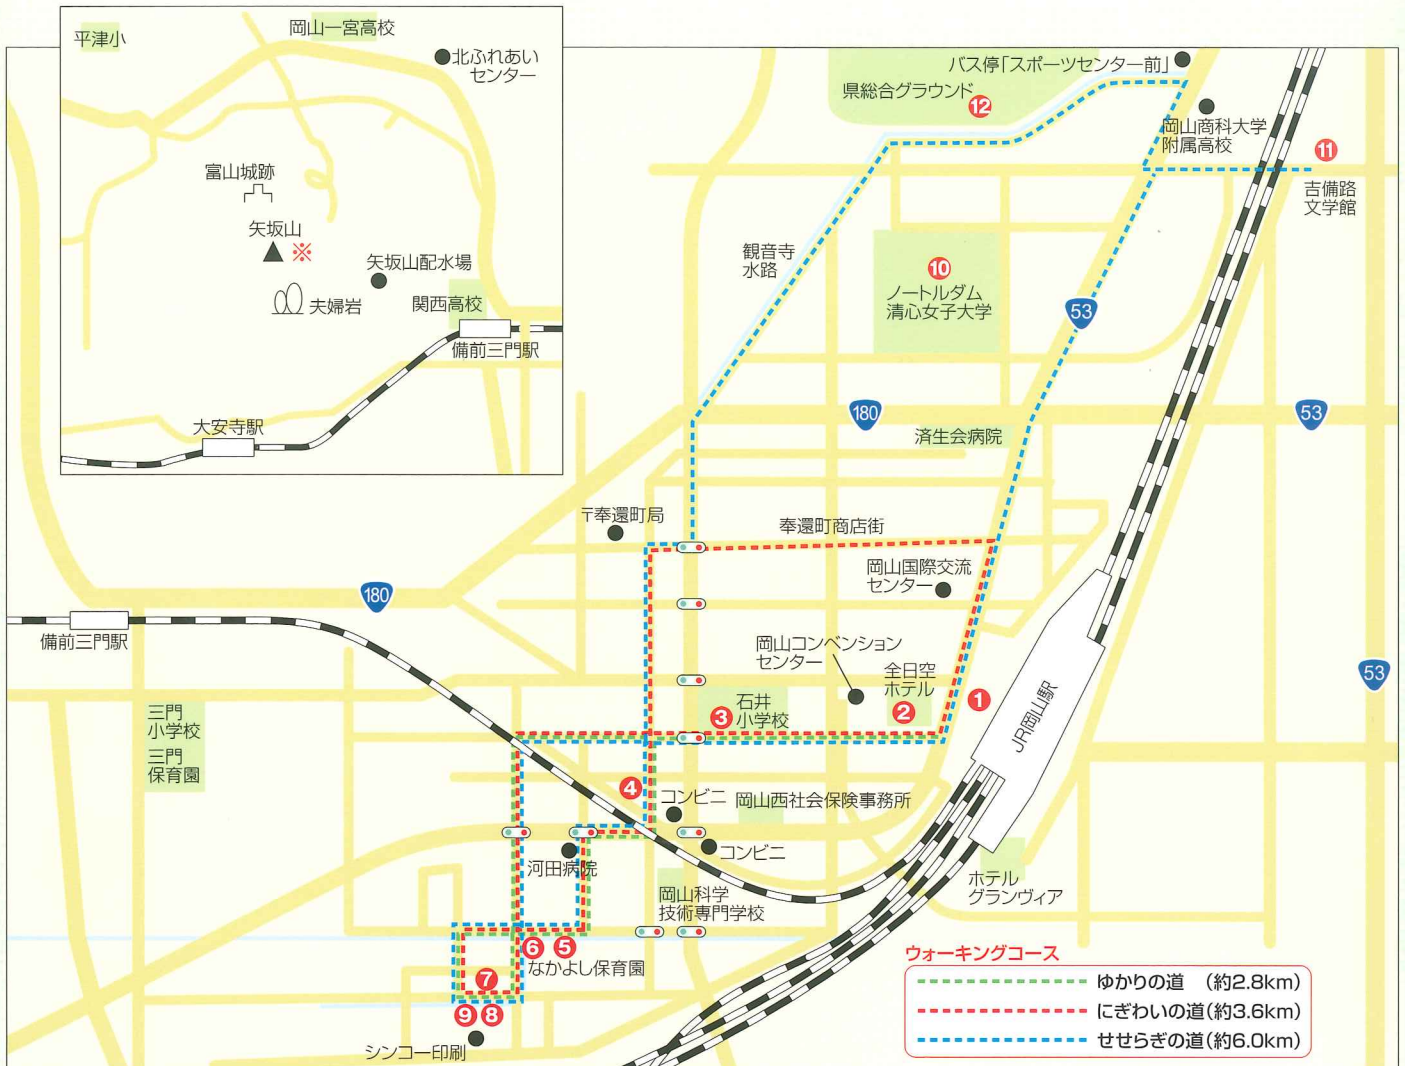 平津小
岡山一宮高校
北ふれあい
センター
富山城跡
矢坂山
※
矢坂山配水場
夫婦岩
関西高校
備前三門駅
大安寺駅
バス停「スポーツセンター前」
県総合グラウンド
12
岡山商科大学
附属高校
11
吉備路
文学館
観音寺
水路
10
ノートルダム
清心女子大学
53
180
53
済生会病院
〒奉還町局
奉還町商店街
岡山国際交流
センター
180
備前三門駅
岡山コンベンション
センター
全日空
ホテル
2
1
JR岡山駅
53
三門
小学校
三門
保育園
3
石井
小学校
4
コンビニ
岡山西社会保険事務所
コンビニ
河田病院
岡山科学
技術専門学校
ホテル
グランヴィア
6
5
なかよし保育園
7
9
8
シンコー印刷
ウォーキングコース
ゆかりの道 (約2.8km)
にぎわいの道(約3.6km)
せせらぎの道(約6.0km)